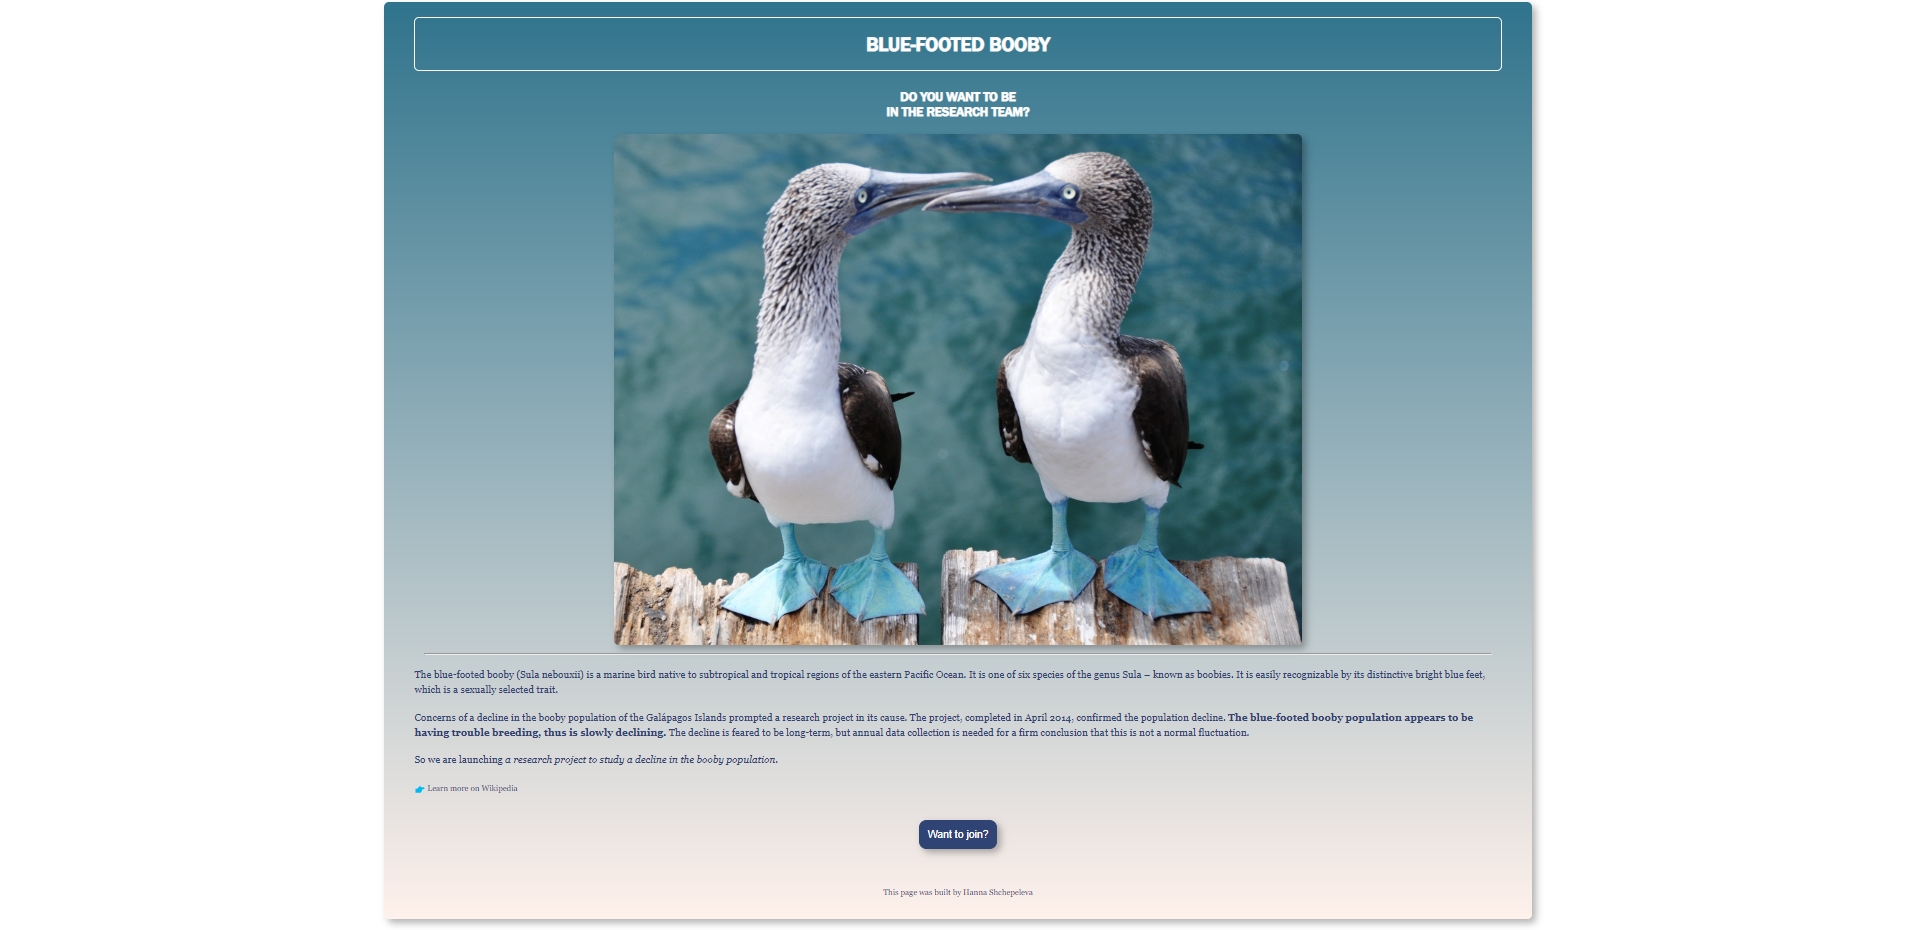 BLUE-FOOTED BOOBY
DO YOU WANT TO BE
IN THE RESEARCH TEAM?
The blue-footed booby (Sula nebouxii) is a marine bird native to subtropical and tropical regions of the eastern Pacific Ocean. It is one of six species of the genus Sula – known as boobies. It is easily recognizable by its distinctive bright blue feet,
which is a sexually selected trait.
Concerns of a decline in the booby population of the Galápagos Islands prompted a research project in its cause. The project, completed in April 2014, confirmed the population decline. The blue-footed booby population appears to be
having trouble breeding, thus is slowly declining. The decline is feared to be long-term, but annual data collection is needed for a firm conclusion that this is not a normal fluctuation.
So we are launching a research project to study a decline in the booby population.
Learn more on Wikipedia
Want to join?
This page was built by Hanna Shchepeleva